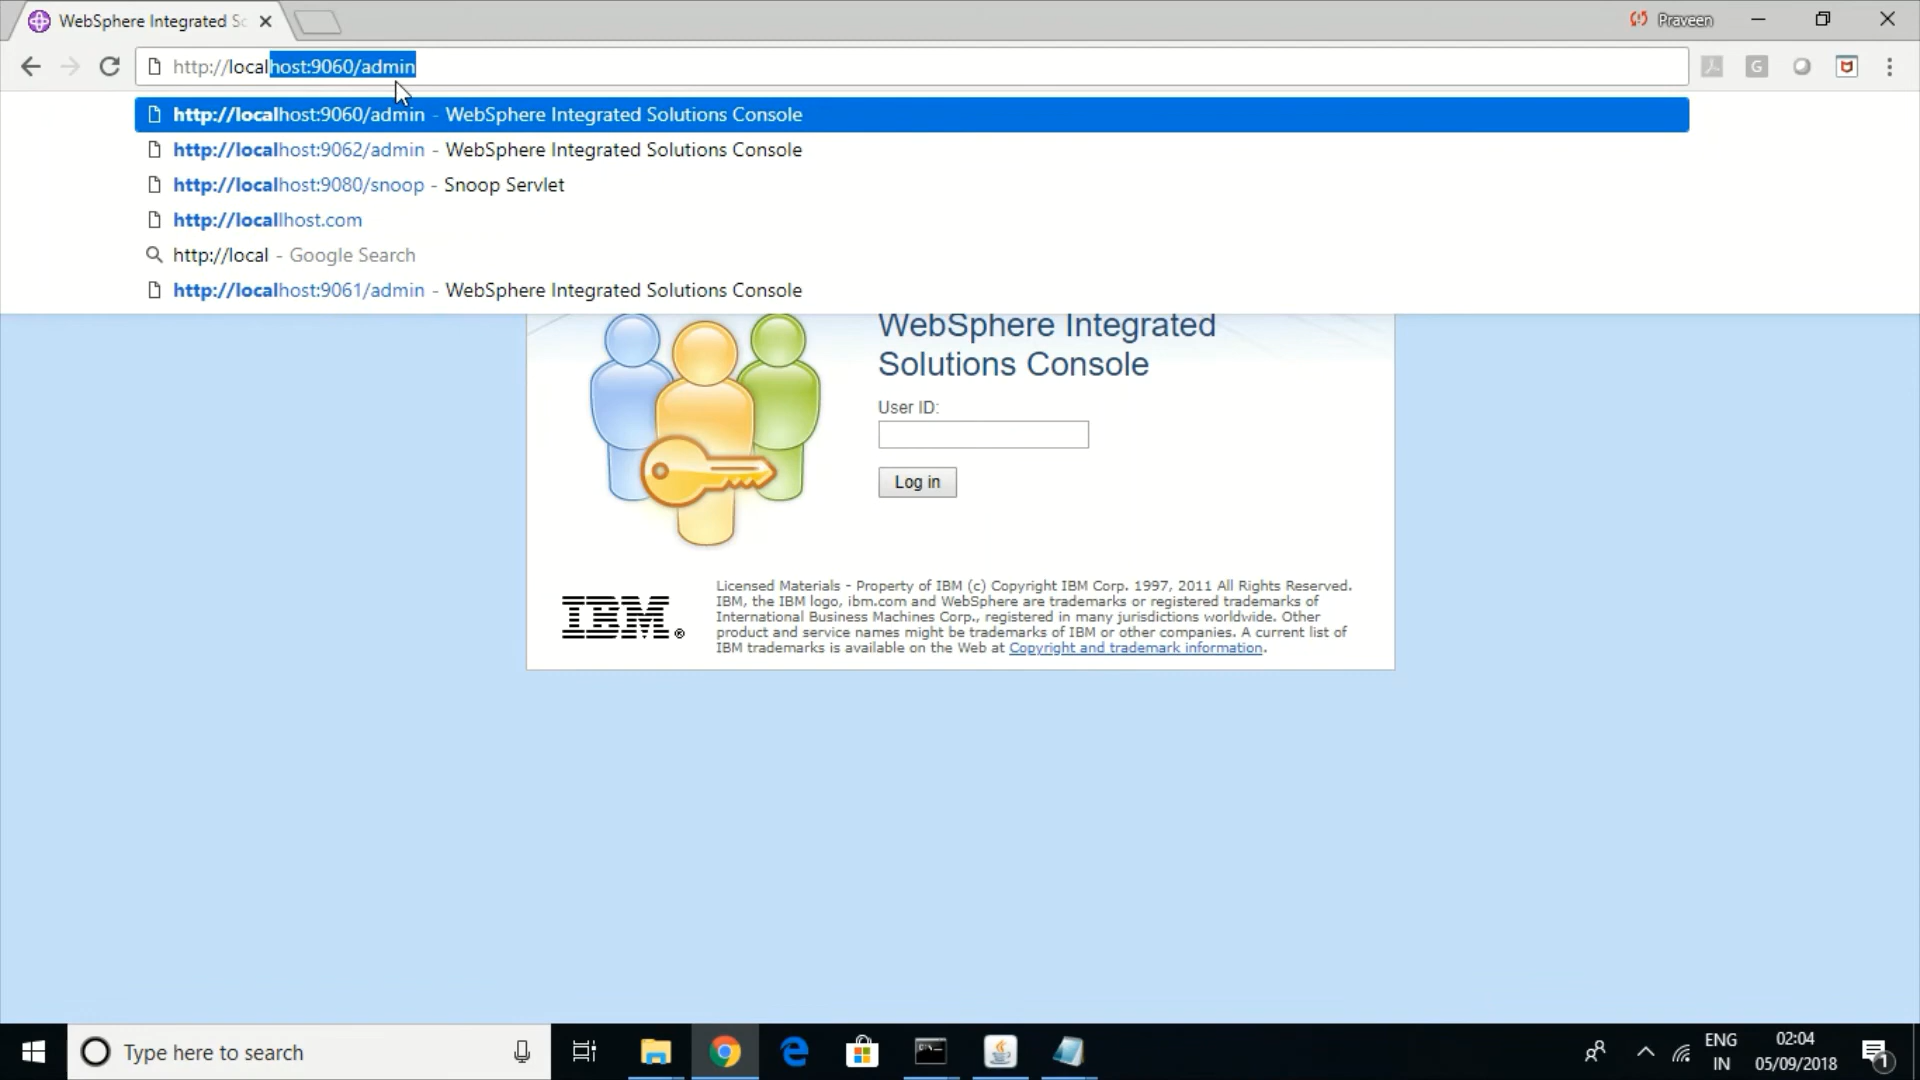 WebSphere Integrated S
Praveen
http://localhost:9060/admin
http://localhost:9060/admin - WebSphere Integrated Solutions Console
http://localhost:9062/admin - WebSphere Integrated Solutions Console
http://localhost:9080/snoop - Snoop Servlet
http://locallhost.com
http://local - Google Search
http://localhost:9061/admin - WebSphere Integrated Solutions Console
WebSphere Integrated
Solutions Console
User ID:
Log in
Licensed Materials - Property of IBM (c) Copyright IBM Corp. 1997, 2011 All Rights Reserved.
IBM, the IBM logo, ibm.com and WebSphere are trademarks or registered trademarks of
International Business Machines Corp., registered in many jurisdictions worldwide. Other
product and service names might be trademarks of IBM or other companies. A current list of
IBM trademarks is available on the Web at Copyright and trademark information.
IBM®
Type here to search
ENG
IN
02:04
05/09/2018
1